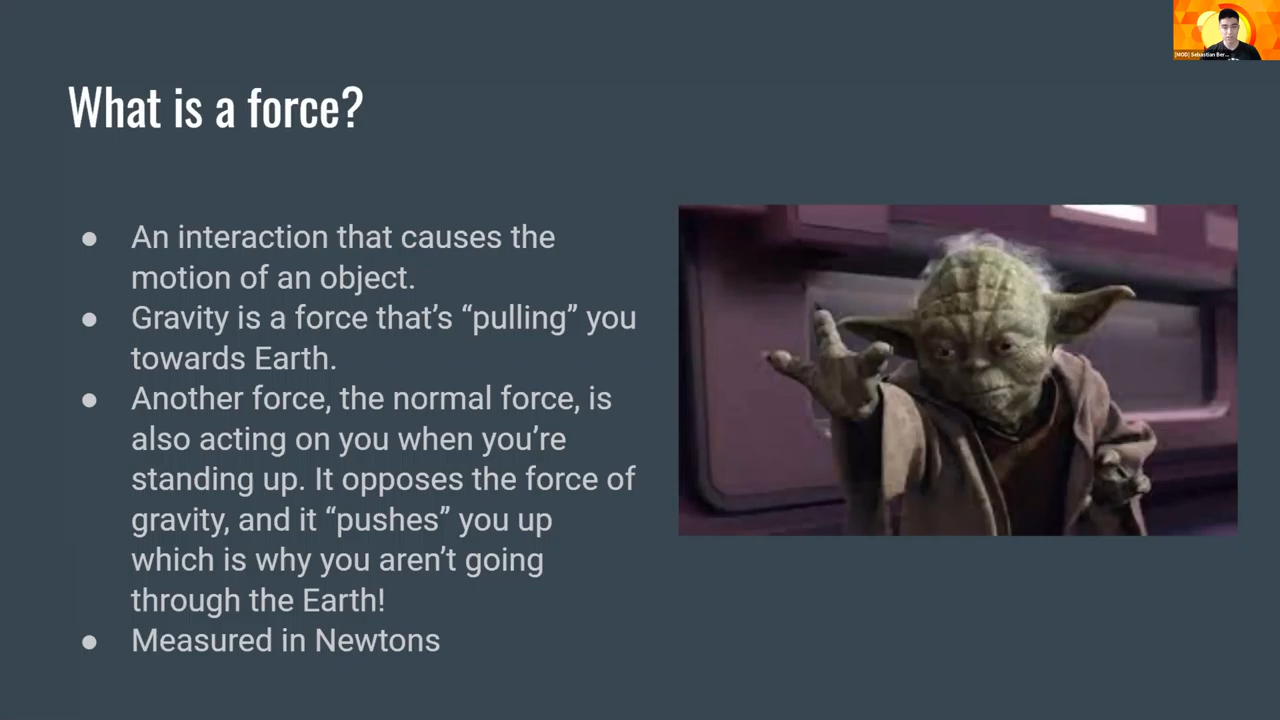 [MOD] Sebastian Ber...
What is a force?
● An interaction that causes the
motion of an object.
● Gravity is a force that’s “pulling” you
towards Earth.
● Another force, the normal force, is
also acting on you when you’re
standing up. It opposes the force of
gravity, and it “pushes” you up
which is why you aren’t going
through the Earth!
● Measured in Newtons